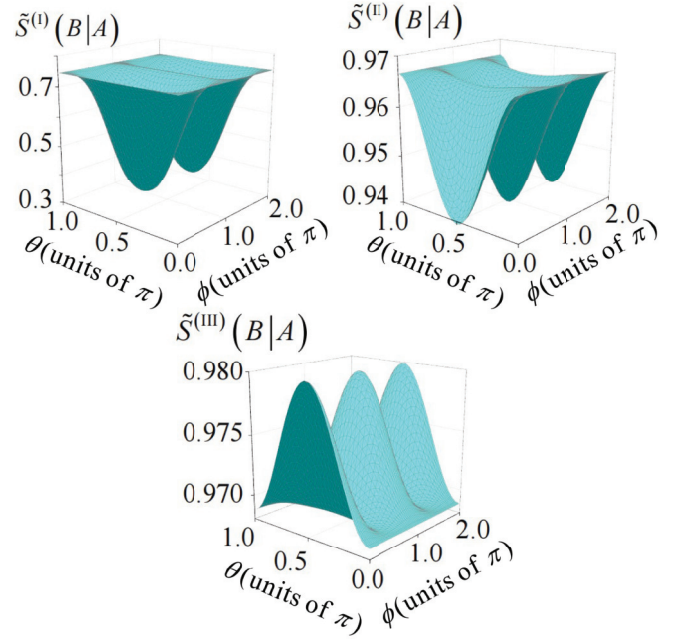 S̃⁽ᴵ⁾(B|A)
0.7
0.5
0.3
1.0
0.5
0.0
θ(units of π)
2.0
1.0
ϕ(units of π)
S̃⁽ᴵᴵ⁾(B|A)
0.97
0.96
0.95
0.94
1.0
0.5
0.0
θ(units of π)
2.0
1.0
ϕ(units of π)
S̃⁽ᴵᴵᴵ⁾(B|A)
0.980
0.975
0.970
1.0
0.5
0.0
θ(units of π)
2.0
1.0
ϕ(units of π)